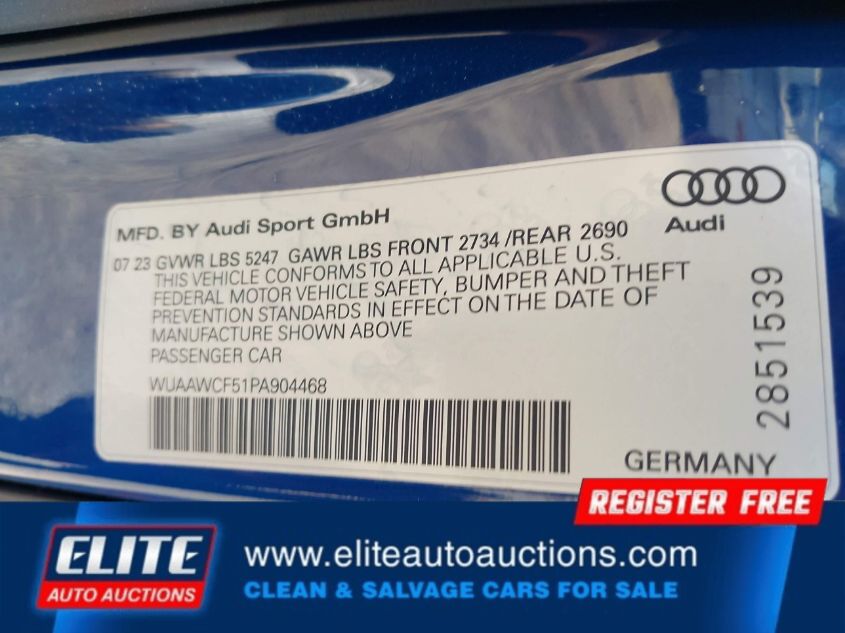 Audi
MFD. BY Audi Sport GmbH
07 23 GVWR LBS 5247 GAWR LBS FRONT 2734 /REAR 2690
THIS VEHICLE CONFORMS TO ALL APPLICABLE U.S.
FEDERAL MOTOR VEHICLE SAFETY, BUMPER AND THEFT
PREVENTION STANDARDS IN EFFECT ON THE DATE OF
MANUFACTURE SHOWN ABOVE
PASSENGER CAR
WUAAWCF51PA904468
2851539
GERMANY
REGISTER FREE
ELITE
AUTO AUCTIONS
www.eliteautoauctions.com
CLEAN & SALVAGE CARS FOR SALE